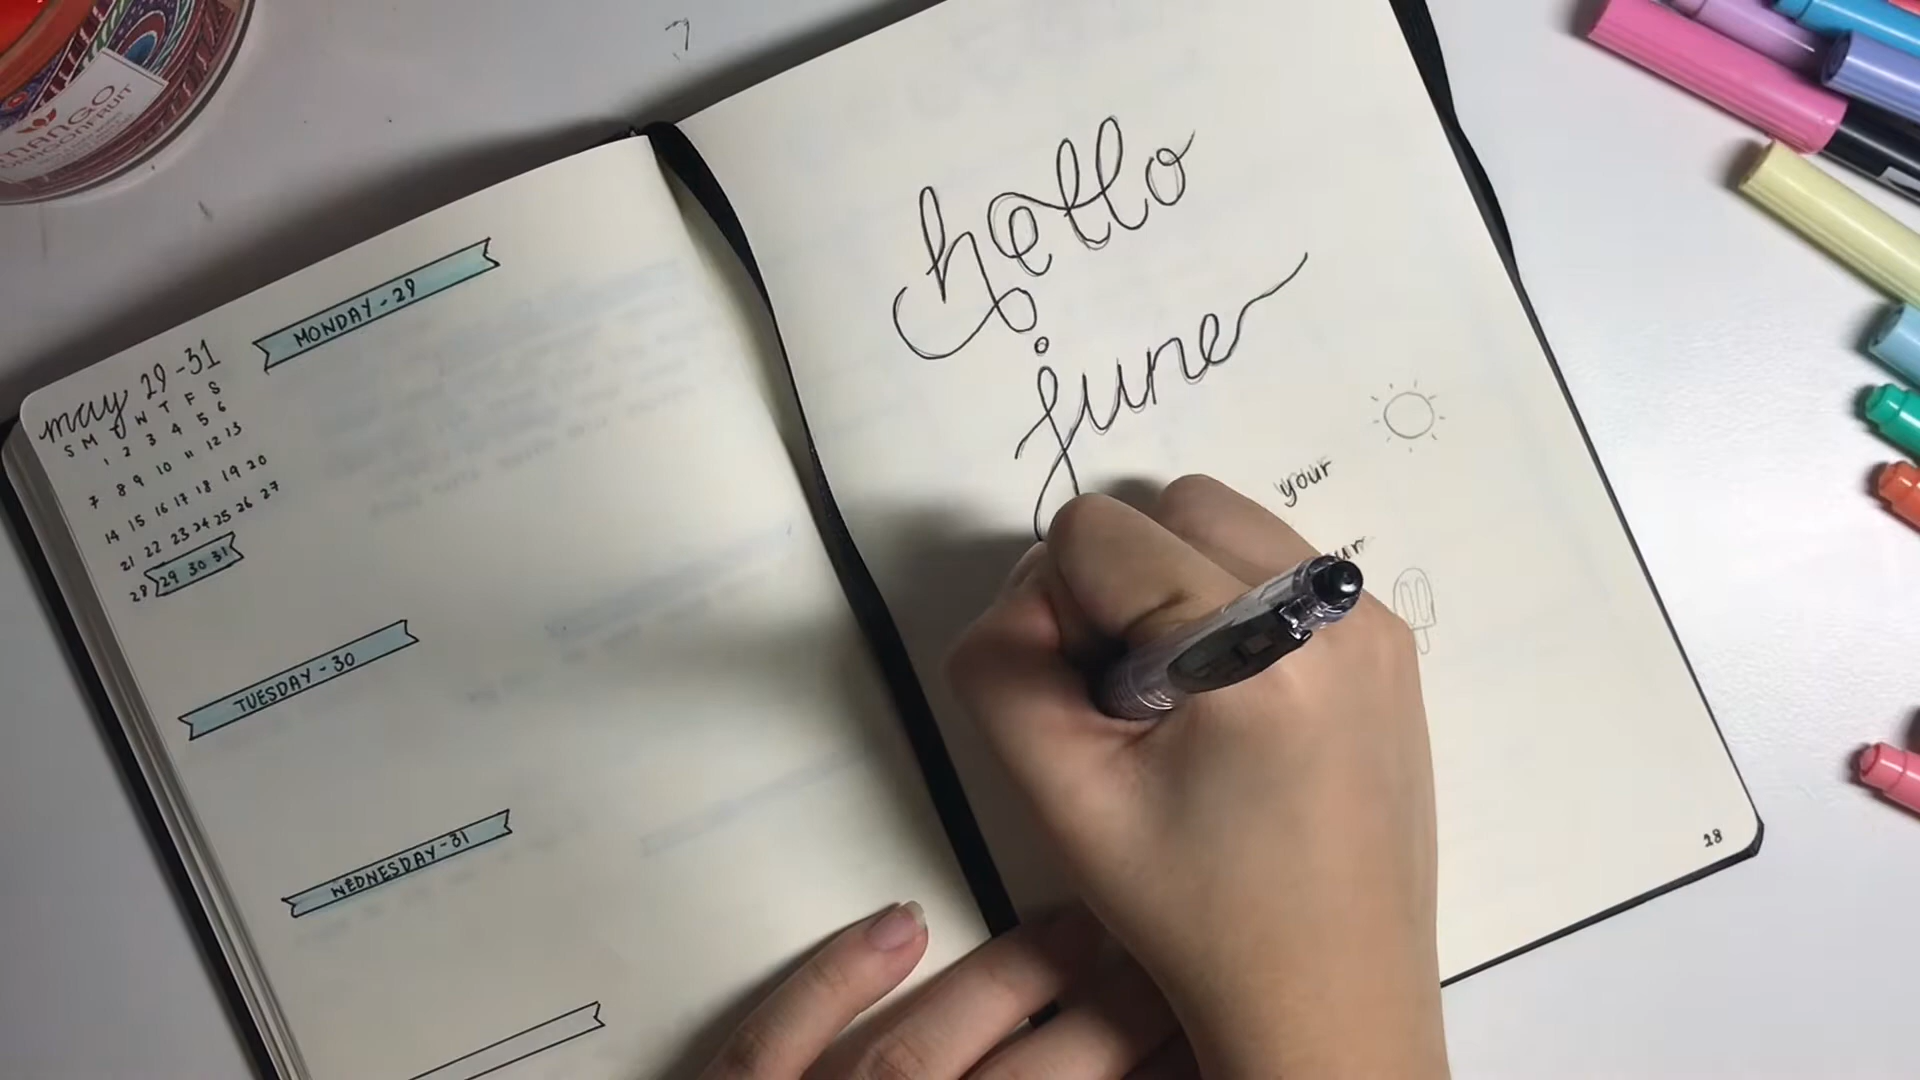 MANGO
DRAGONFRUIT
may 29-31
S M T W T F S
1 2 3 4 5 6
7 8 9 10 11 12 13
14 15 16 17 18 19 20
21 22 23 24 25 26 27
28 29 30 31
MONDAY-29
TUESDAY-30
WEDNESDAY-31
hello
june
your
28